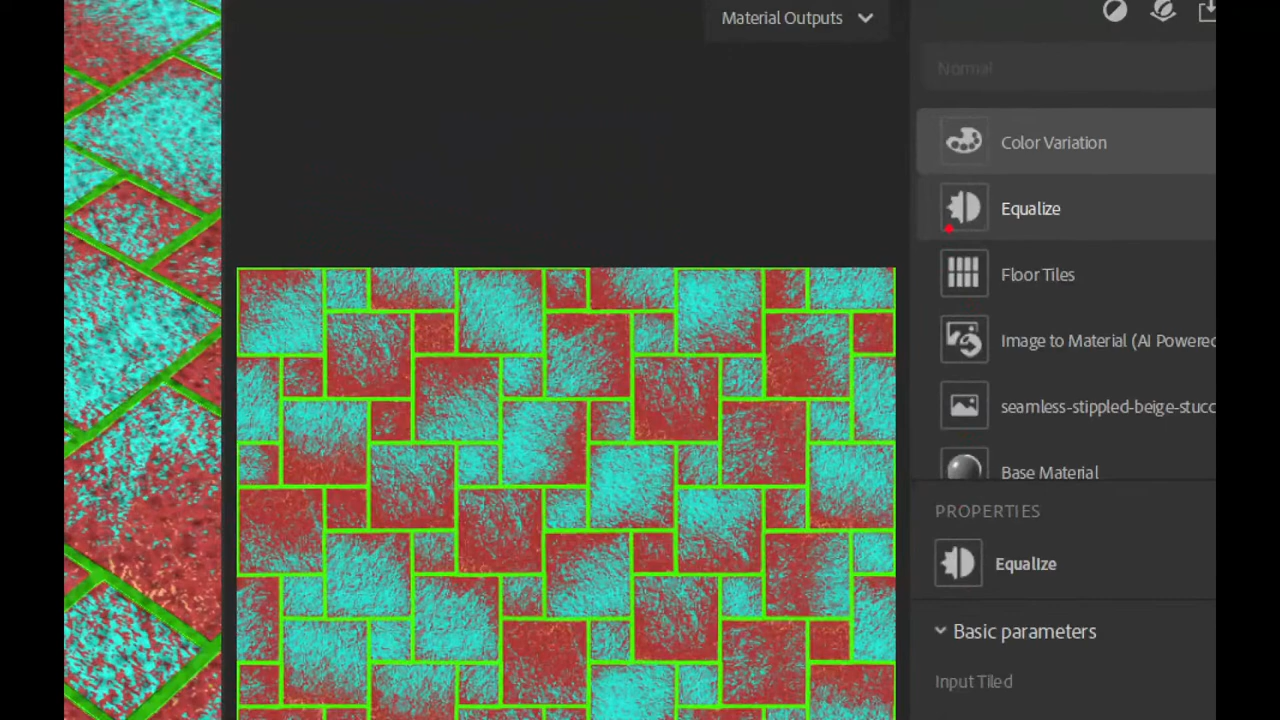 Material Outputs
Normal
Color Variation
Equalize
Floor Tiles
Image to Material (AI Powered
seamless-stippled-beige-stucc
Base Material
PROPERTIES
Equalize
Basic parameters
Input Tiled